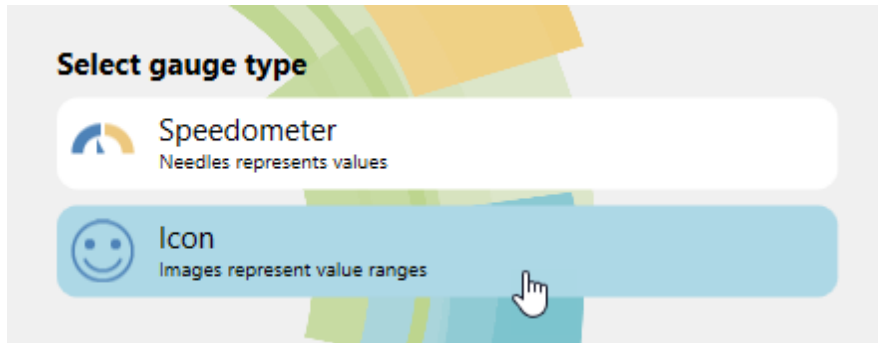 Select gauge type
Speedometer
Needles represents values
Icon
Images represent value ranges